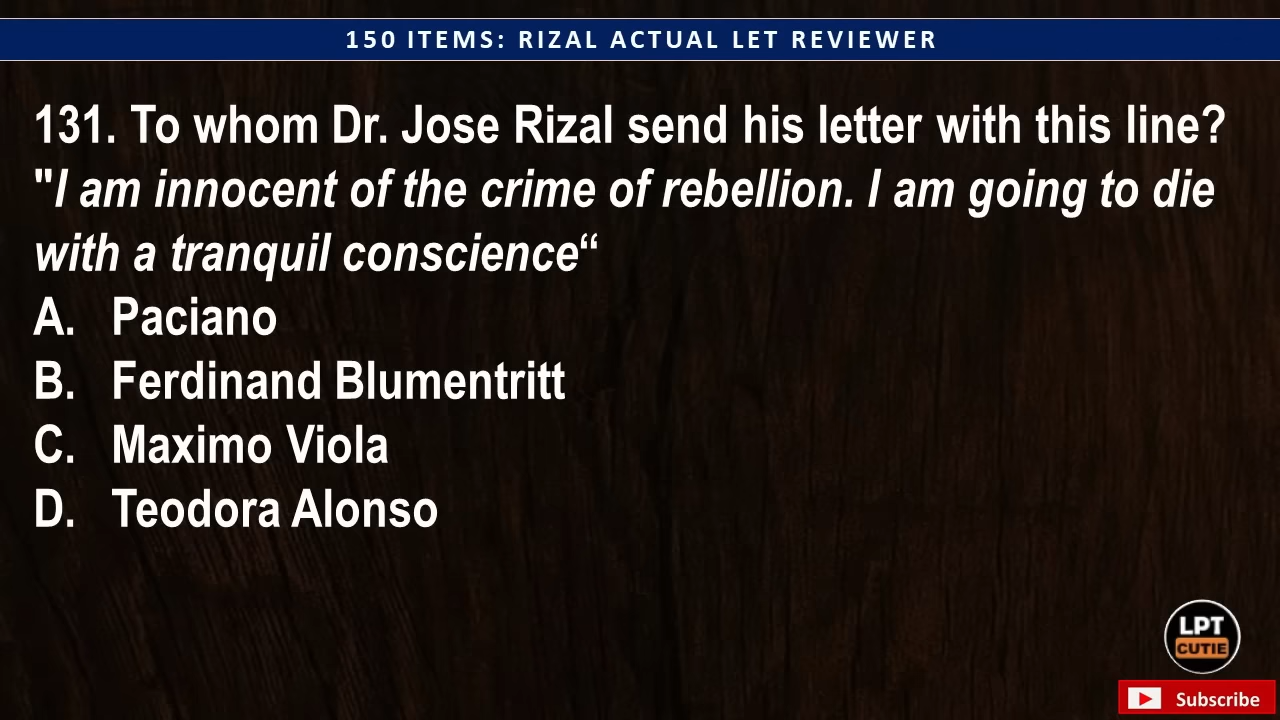 150 ITEMS: RIZAL ACTUAL LET REVIEWER
131. To whom Dr. Jose Rizal send his letter with this line?
"I am innocent of the crime of rebellion. I am going to die
with a tranquil conscience“
A. Paciano
B. Ferdinand Blumentritt
C. Maximo Viola
D. Teodora Alonso
LPT
CUTIE
Subscribe